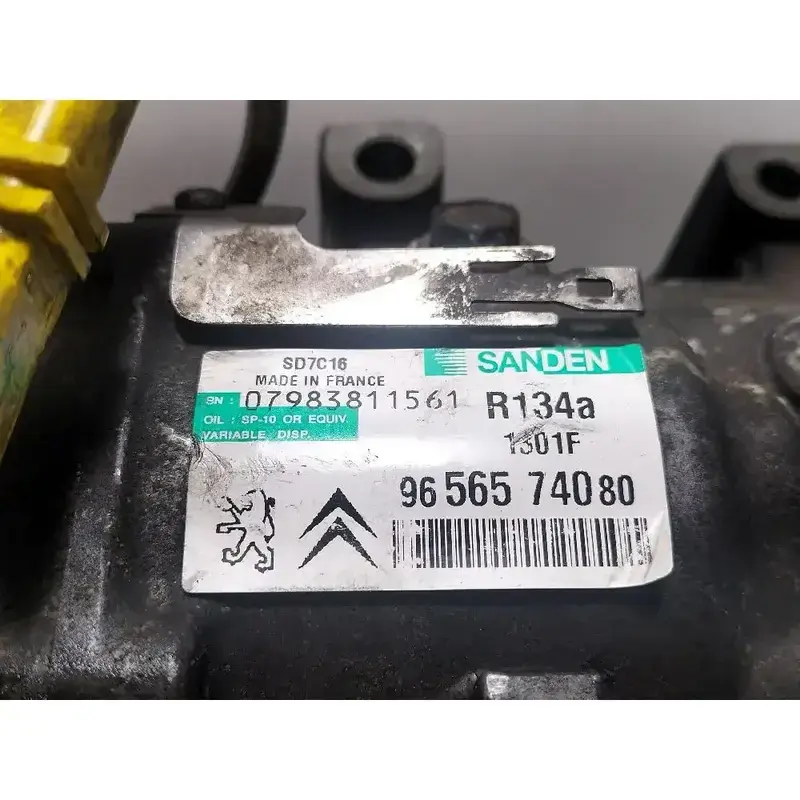 SD7C16
MADE IN FRANCE
SANDEN
SN : 07983811561
R134a
OIL : SP-10 OR EQUIV.
VARIABLE DISP.
1301F
96 565 740 80